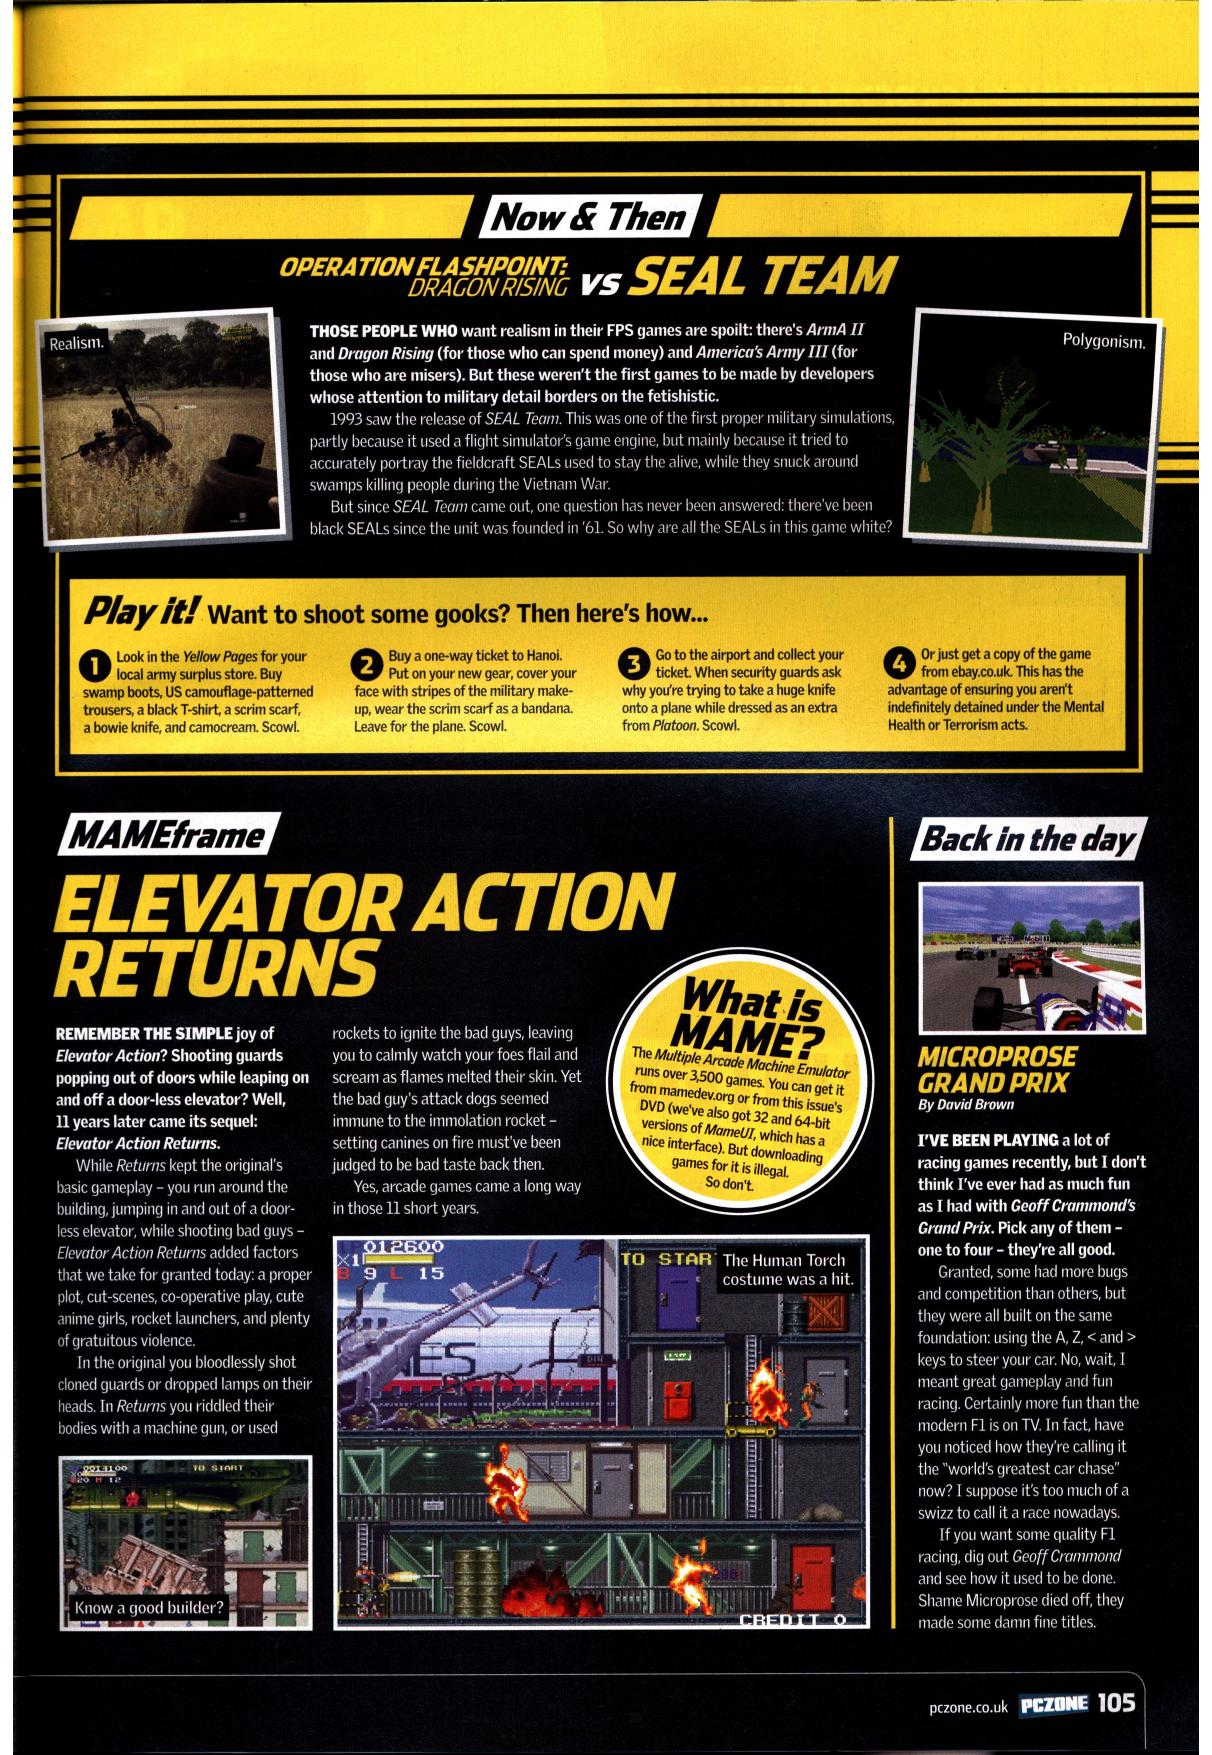 Now & Then
OPERATION FLASHPOINT:
DRAGON RISING
vs SEAL TEAM
Realism.
THOSE PEOPLE WHO want realism in their FPS games are spoilt: there's ArmA II
and Dragon Rising (for those who can spend money) and America's Army III (for
those who are misers). But these weren't the first games to be made by developers
whose attention to military detail borders on the fetishistic.
1993 saw the release of SEAL Team. This was one of the first proper military simulations,
partly because it used a flight simulator's game engine, but mainly because it tried to
accurately portray the fieldcraft SEALs used to stay the alive, while they snuck around
swamps killing people during the Vietnam War.
But since SEAL Team came out, one question has never been answered: there've been
black SEALs since the unit was founded in '61. So why are all the SEALs in this game white?
Polygonism.
Play it! Want to shoot some gooks? Then here's how...
1 Look in the Yellow Pages for your
local army surplus store. Buy
swamp boots, US camouflage-patterned
trousers, a black T-shirt, a scrim scarf,
a bowie knife, and camocream. Scowl.
2 Buy a one-way ticket to Hanoi.
Put on your new gear, cover your
face with stripes of the military make-
up, wear the scrim scarf as a bandana.
Leave for the plane. Scowl.
3 Go to the airport and collect your
ticket. When security guards ask
why you're trying to take a huge knife
onto a plane while dressed as an extra
from Platoon. Scowl.
4 Or just get a copy of the game
from ebay.co.uk. This has the
advantage of ensuring you aren't
indefinitely detained under the Mental
Health or Terrorism acts.
MAMEframe
ELEVATOR ACTION
RETURNS
REMEMBER THE SIMPLE joy of
Elevator Action? Shooting guards
popping out of doors while leaping on
and off a door-less elevator? Well,
11 years later came its sequel:
Elevator Action Returns.
While Returns kept the original's
basic gameplay – you run around the
building, jumping in and out of a door-
less elevator, while shooting bad guys –
Elevator Action Returns added factors
that we take for granted today: a proper
plot, cut-scenes, co-operative play, cute
anime girls, rocket launchers, and plenty
of gratuitous violence.
In the original you bloodlessly shot
cloned guards or dropped lamps on their
heads. In Returns you riddled their
bodies with a machine gun, or used
rockets to ignite the bad guys, leaving
you to calmly watch your foes flail and
scream as flames melted their skin. Yet
the bad guy's attack dogs seemed
immune to the immolation rocket –
setting canines on fire must've been
judged to be bad taste back then.
Yes, arcade games came a long way
in those 11 short years.
What is
MAME?
The Multiple Arcade Machine Emulator
runs over 3,500 games. You can get it
from mamedev.org or from this issue's
DVD (we've also got 32 and 64-bit
versions of MameUI, which has a
nice interface). But downloading
games for it is illegal.
So don't.
TO START
Know a good builder?
012600
X1
B 9 L 15
TO STAR
The Human Torch
costume was a hit.
CREDIT 0
Back in the day
MICROPROSE
GRAND PRIX
By David Brown
I'VE BEEN PLAYING a lot of
racing games recently, but I don't
think I've ever had as much fun
as I had with Geoff Crammond's
Grand Prix. Pick any of them –
one to four – they're all good.
Granted, some had more bugs
and competition than others, but
they were all built on the same
foundation: using the A, Z, < and >
keys to steer your car. No, wait, I
meant great gameplay and fun
racing. Certainly more fun than the
modern F1 is on TV. In fact, have
you noticed how they're calling it
the "world's greatest car chase"
now? I suppose it's too much of a
swizz to call it a race nowadays.
If you want some quality F1
racing, dig out Geoff Crammond
and see how it used to be done.
Shame Microprose died off, they
made some damn fine titles.
pczone.co.uk PCZONE 105